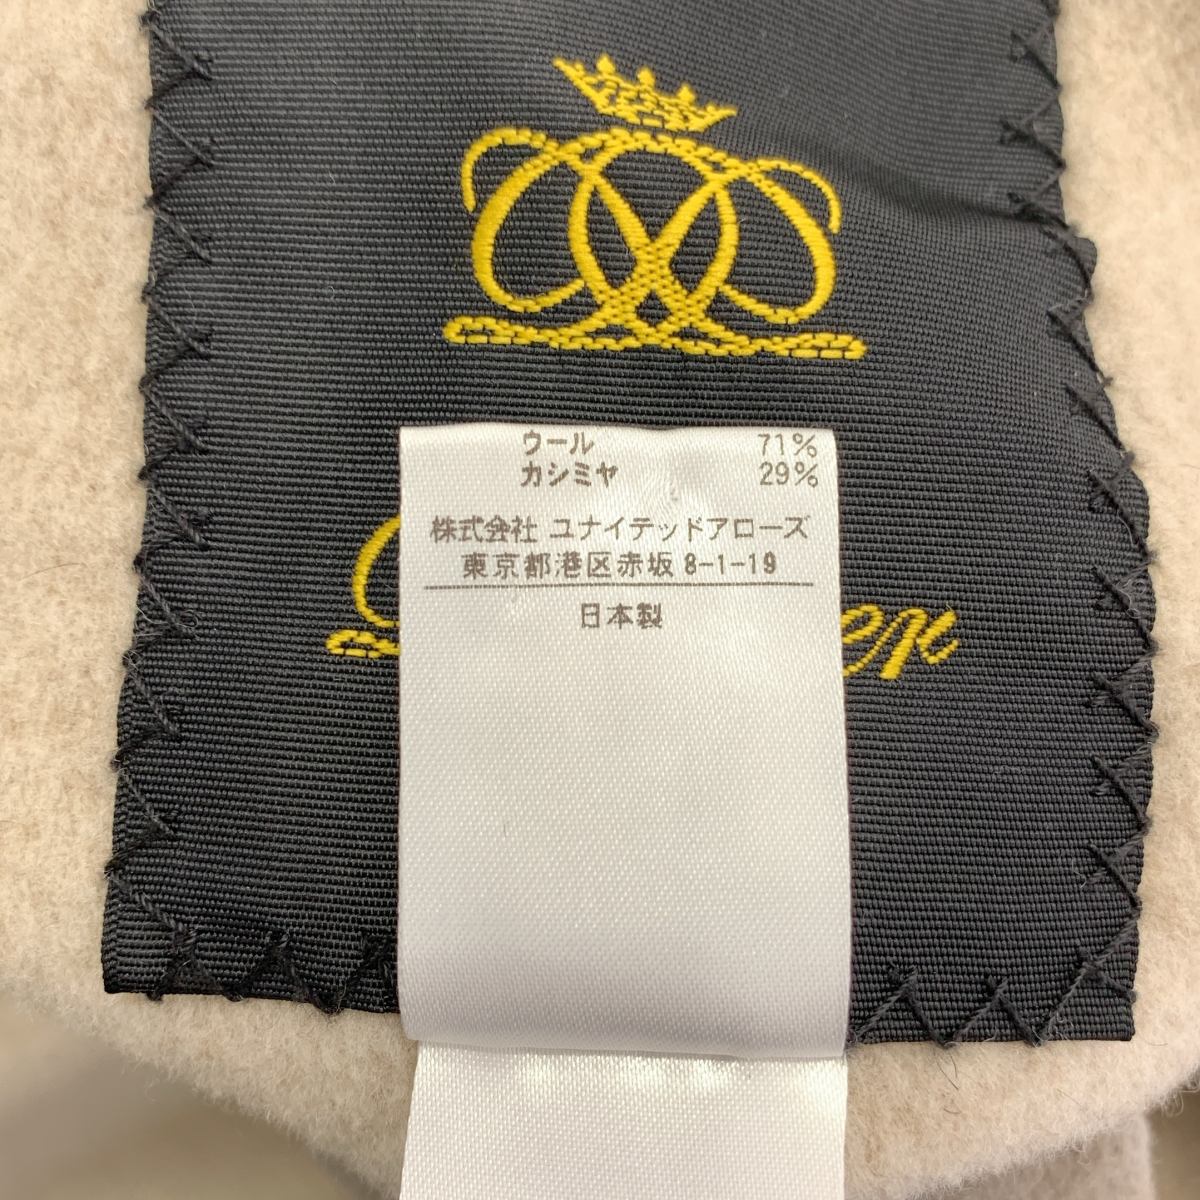 ウール 71%
カシミヤ 29%
株式会社 ユナイテッドアローズ
東京都港区赤坂 8-1-19
日本製